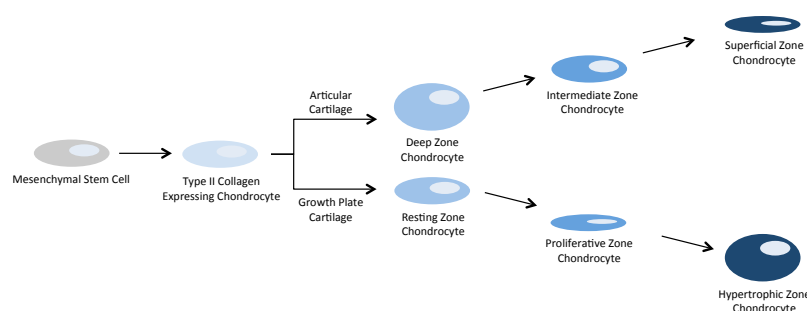 Superficial Zone
Chondrocyte
Intermediate Zone
Chondrocyte
Articular
Cartilage
Deep Zone
Chondrocyte
Mesenchymal Stem Cell
Type II Collagen
Expressing Chondrocyte
Growth Plate
Cartilage
Resting Zone
Chondrocyte
Proliferative Zone
Chondrocyte
Hypertrophic Zone
Chondrocyte